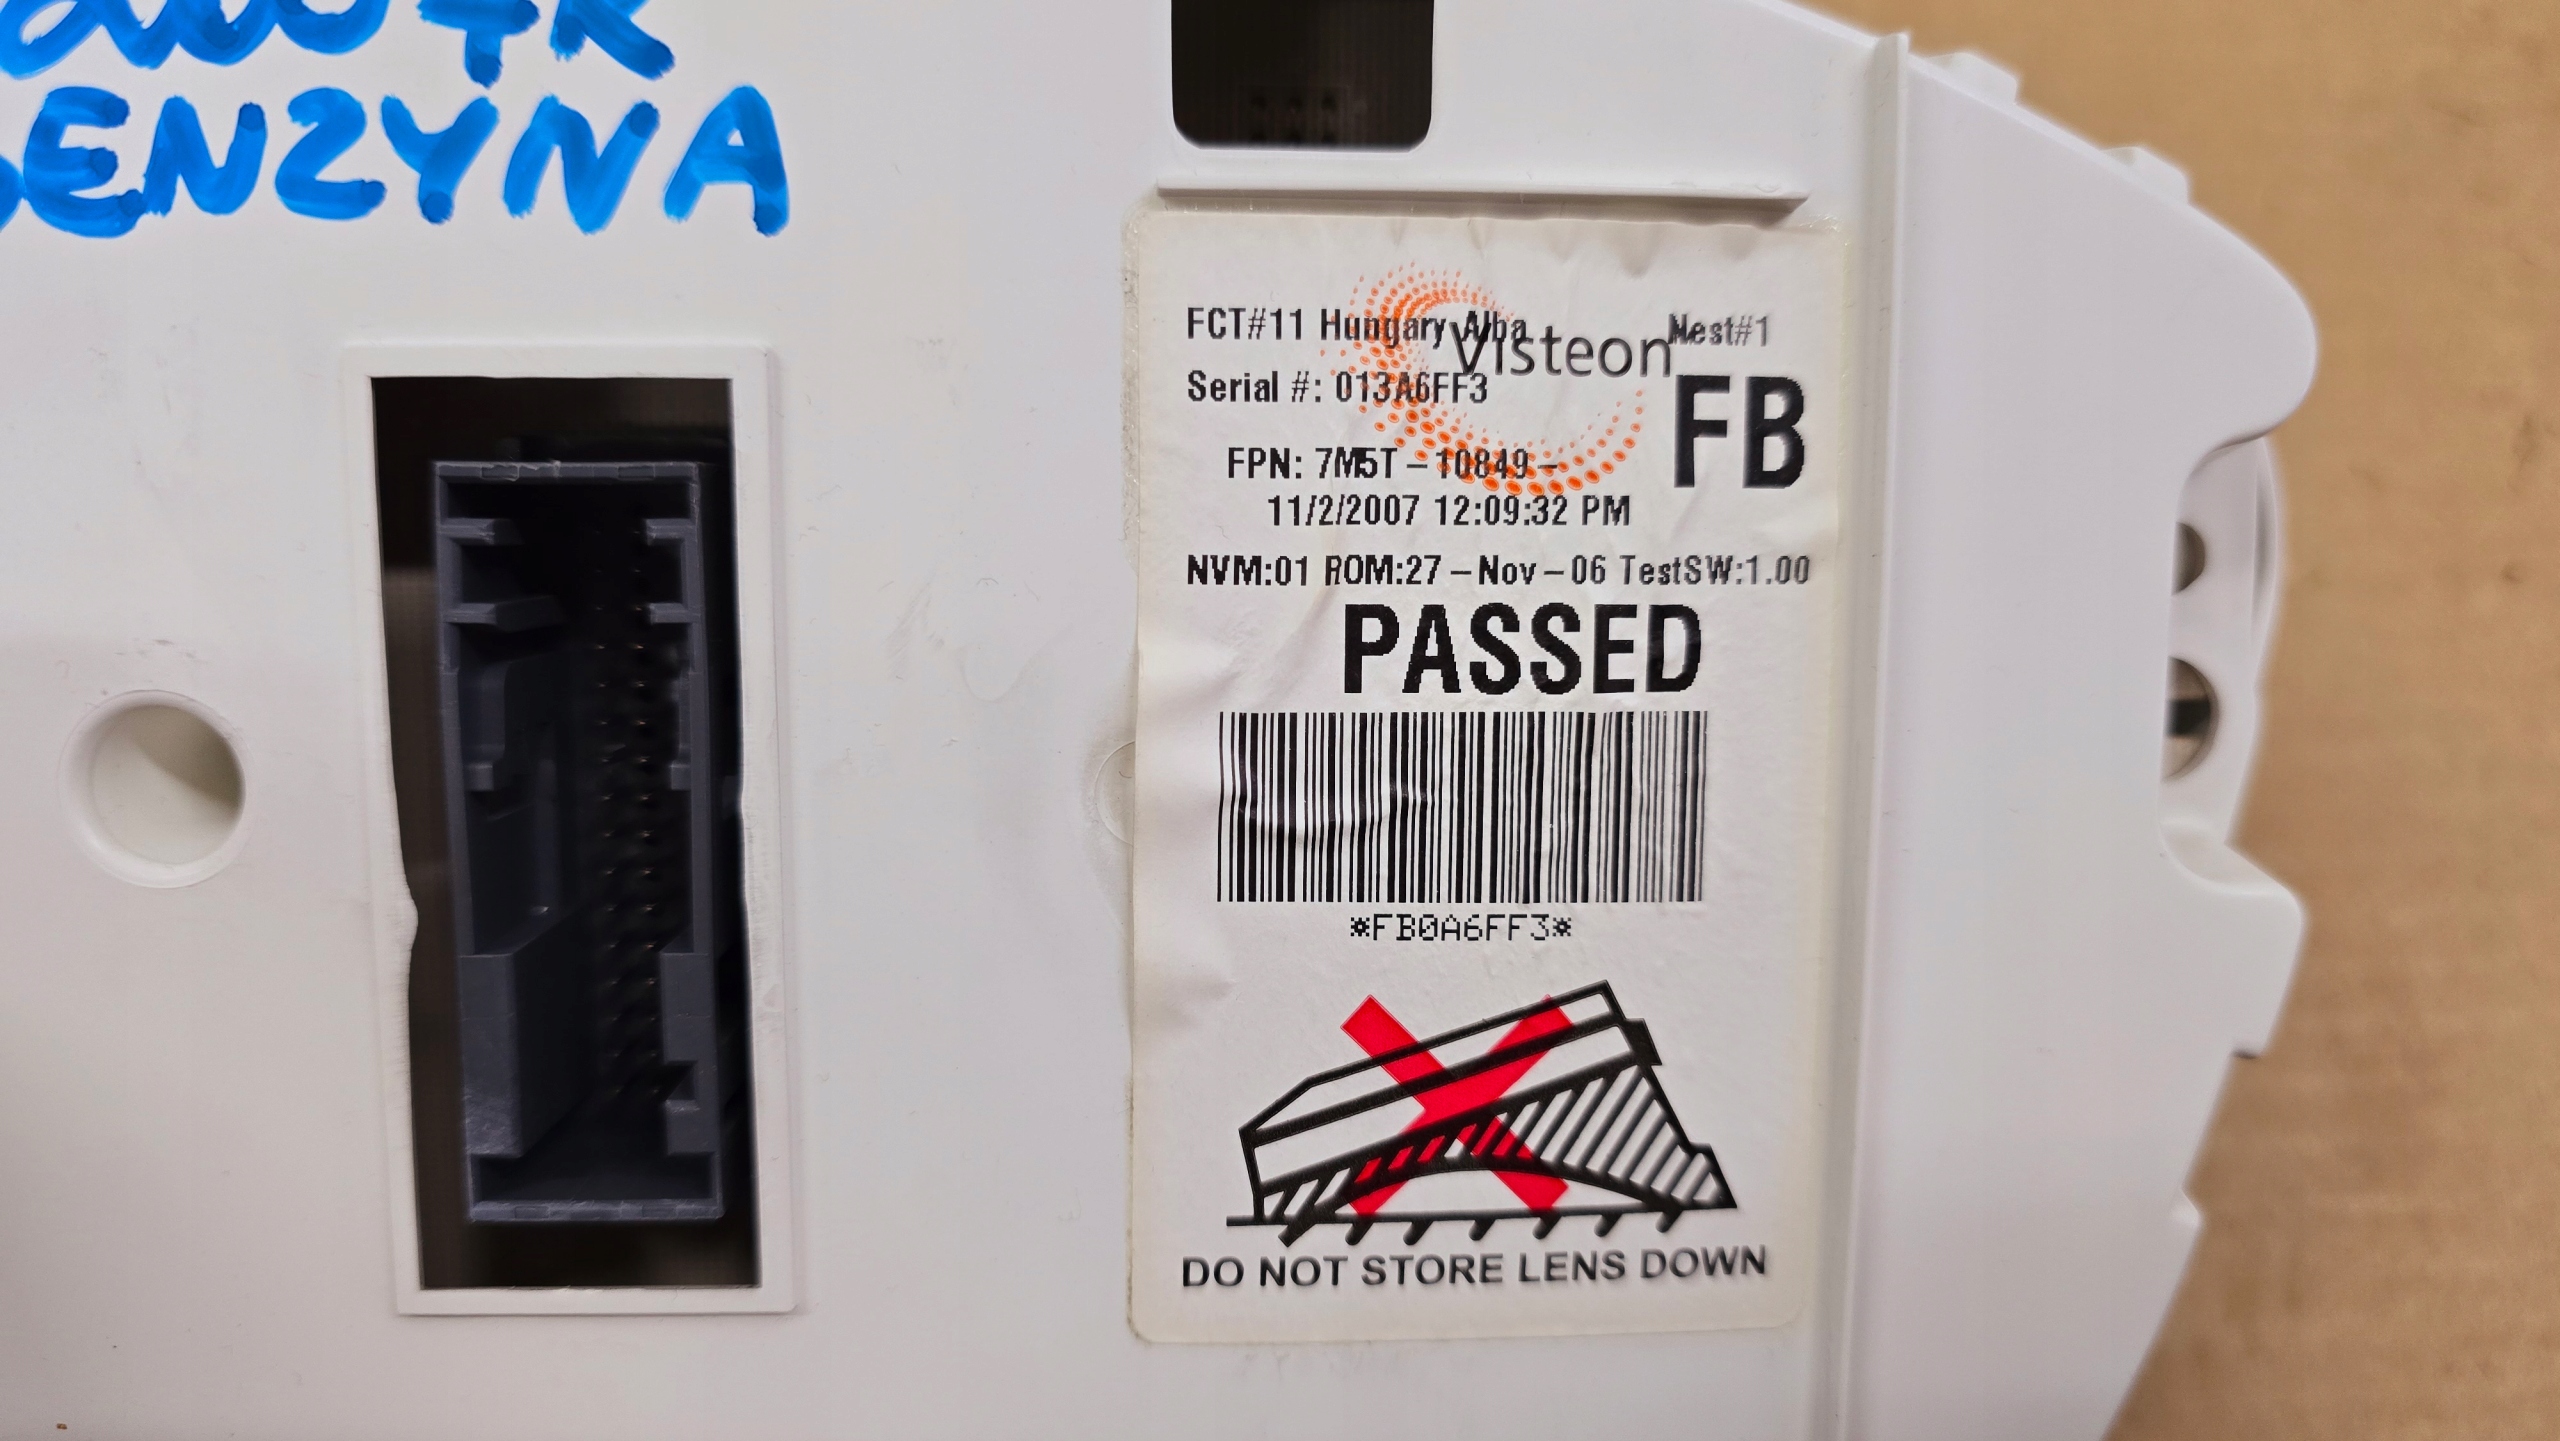 2007R
BENZYNA
FCT#11 Hungary Alba Nest#1
Visteon
Serial #: 013A6FF3
FB
FPN: 7M5T-10849-
11/2/2007 12:09:32 PM
NVM:01 ROM:27-Nov-06 TestSW:1.00
PASSED
*FB0A6FF3*
DO NOT STORE LENS DOWN